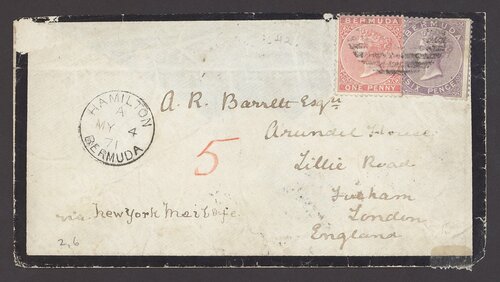 BERMUDA
ONE PENNY
BERMUDA
SIX PENCE
HAMILTON
A
MY 4
71
BERMUDA
A. R. Barrett Esqre
Arundel House
Lillie Road
Fulham
London
England
5
via New York Mail
2,6